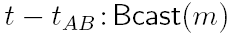 t − t_{AB} : Bcast(m)